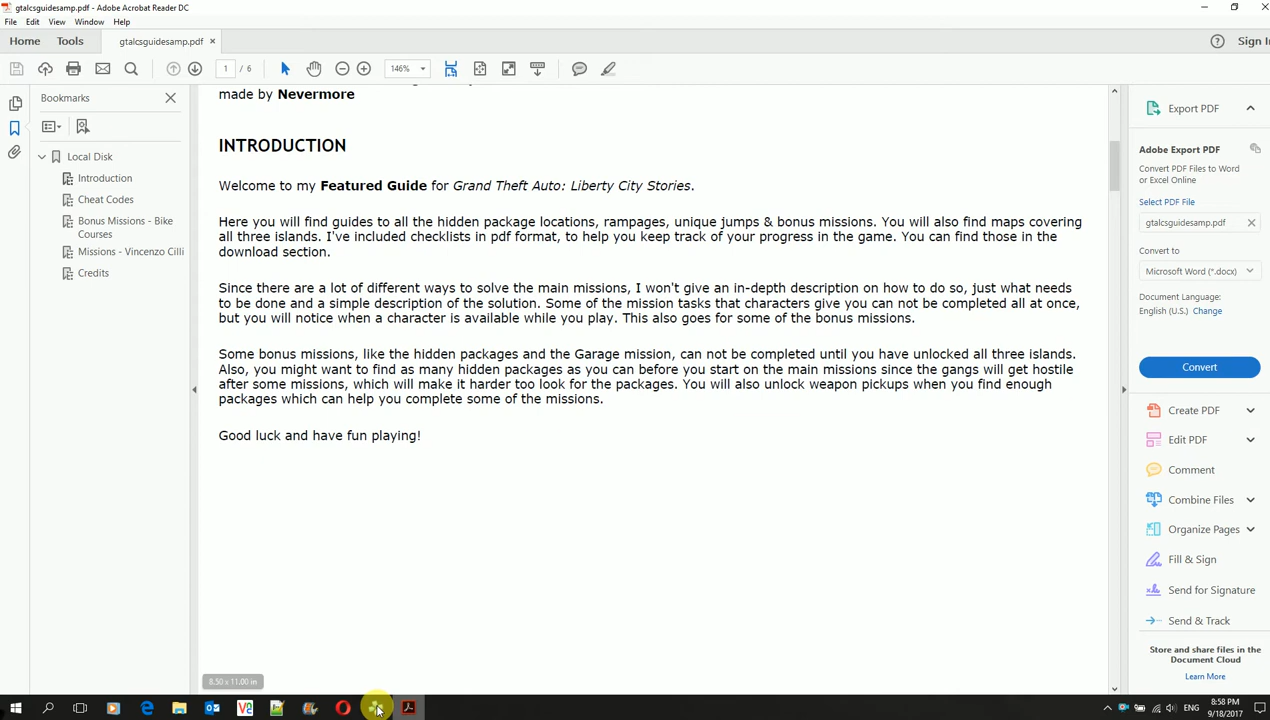 gtalcsguidesamp.pdf - Adobe Acrobat Reader DC
File Edit View Window Help
Home Tools gtalcsguidesamp.pdf × Sign In
1 / 6 146%
Bookmarks
Local Disk
Introduction
Cheat Codes
Bonus Missions - Bike
Courses
Missions - Vincenzo Cilli
Credits
made by Nevermore
INTRODUCTION
Welcome to my Featured Guide for Grand Theft Auto: Liberty City Stories.
Here you will find guides to all the hidden package locations, rampages, unique jumps & bonus missions. You will also find maps covering
all three islands. I've included checklists in pdf format, to help you keep track of your progress in the game. You can find those in the
download section.
Since there are a lot of different ways to solve the main missions, I won't give an in-depth description on how to do so, just what needs
to be done and a simple description of the solution. Some of the mission tasks that characters give you can not be completed all at once,
but you will notice when a character is available while you play. This also goes for some of the bonus missions.
Some bonus missions, like the hidden packages and the Garage mission, can not be completed until you have unlocked all three islands.
Also, you might want to find as many hidden packages as you can before you start on the main missions since the gangs will get hostile
after some missions, which will make it harder too look for the packages. You will also unlock weapon pickups when you find enough
packages which can help you complete some of the missions.
Good luck and have fun playing!
8.50 x 11.00 in
Export PDF
Adobe Export PDF
Convert PDF Files to Word
or Excel Online
Select PDF File
gtalcsguidesamp.pdf
Convert to
Microsoft Word (*.docx)
Document Language:
English (U.S.) Change
Convert
Create PDF
Edit PDF
Comment
Combine Files
Organize Pages
Fill & Sign
Send for Signature
Send & Track
Store and share files in the
Document Cloud
Learn More
ENG
8:58 PM
9/18/2017